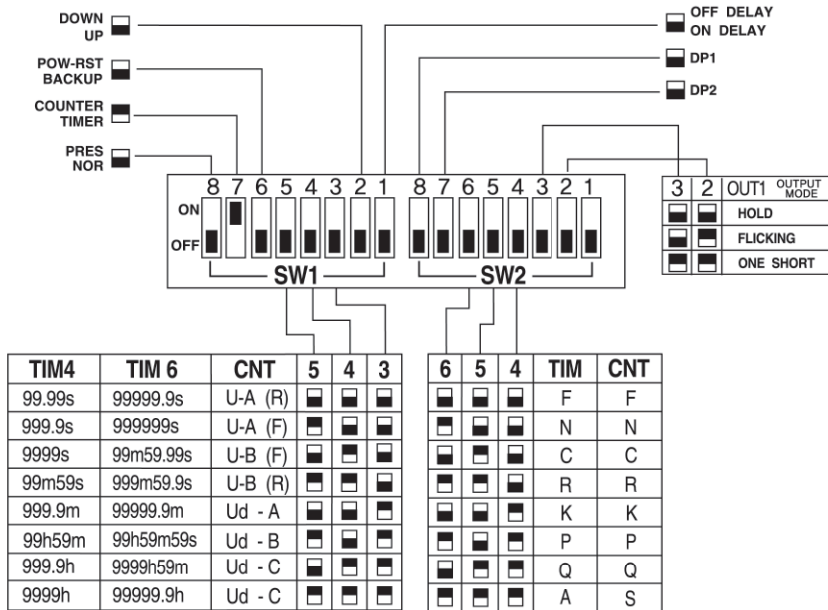 DOWN
UP
OFF DELAY
ON DELAY
POW-RST
BACKUP
DP1
DP2
COUNTER
TIMER
PRES
NOR
8 7 6 5 4 3 2 1 8 7 6 5 4 3 2 1
ON
OFF
SW1 SW2
3 2 OUT1 OUTPUT MODE
HOLD
FLICKING
ONE SHORT
TIM4 TIM 6 CNT 5 4 3
99.99s 99999.9s U-A (R)
999.9s 999999s U-A (F)
9999s 99m59.99s U-B (F)
99m59s 999m59.9s U-B (R)
999.9m 99999.9m Ud - A
99h59m 99h59m59s Ud - B
999.9h 9999h59m Ud - C
9999h 99999.9h Ud - C
6 5 4 TIM CNT
F F
N N
C C
R R
K K
P P
Q Q
A S